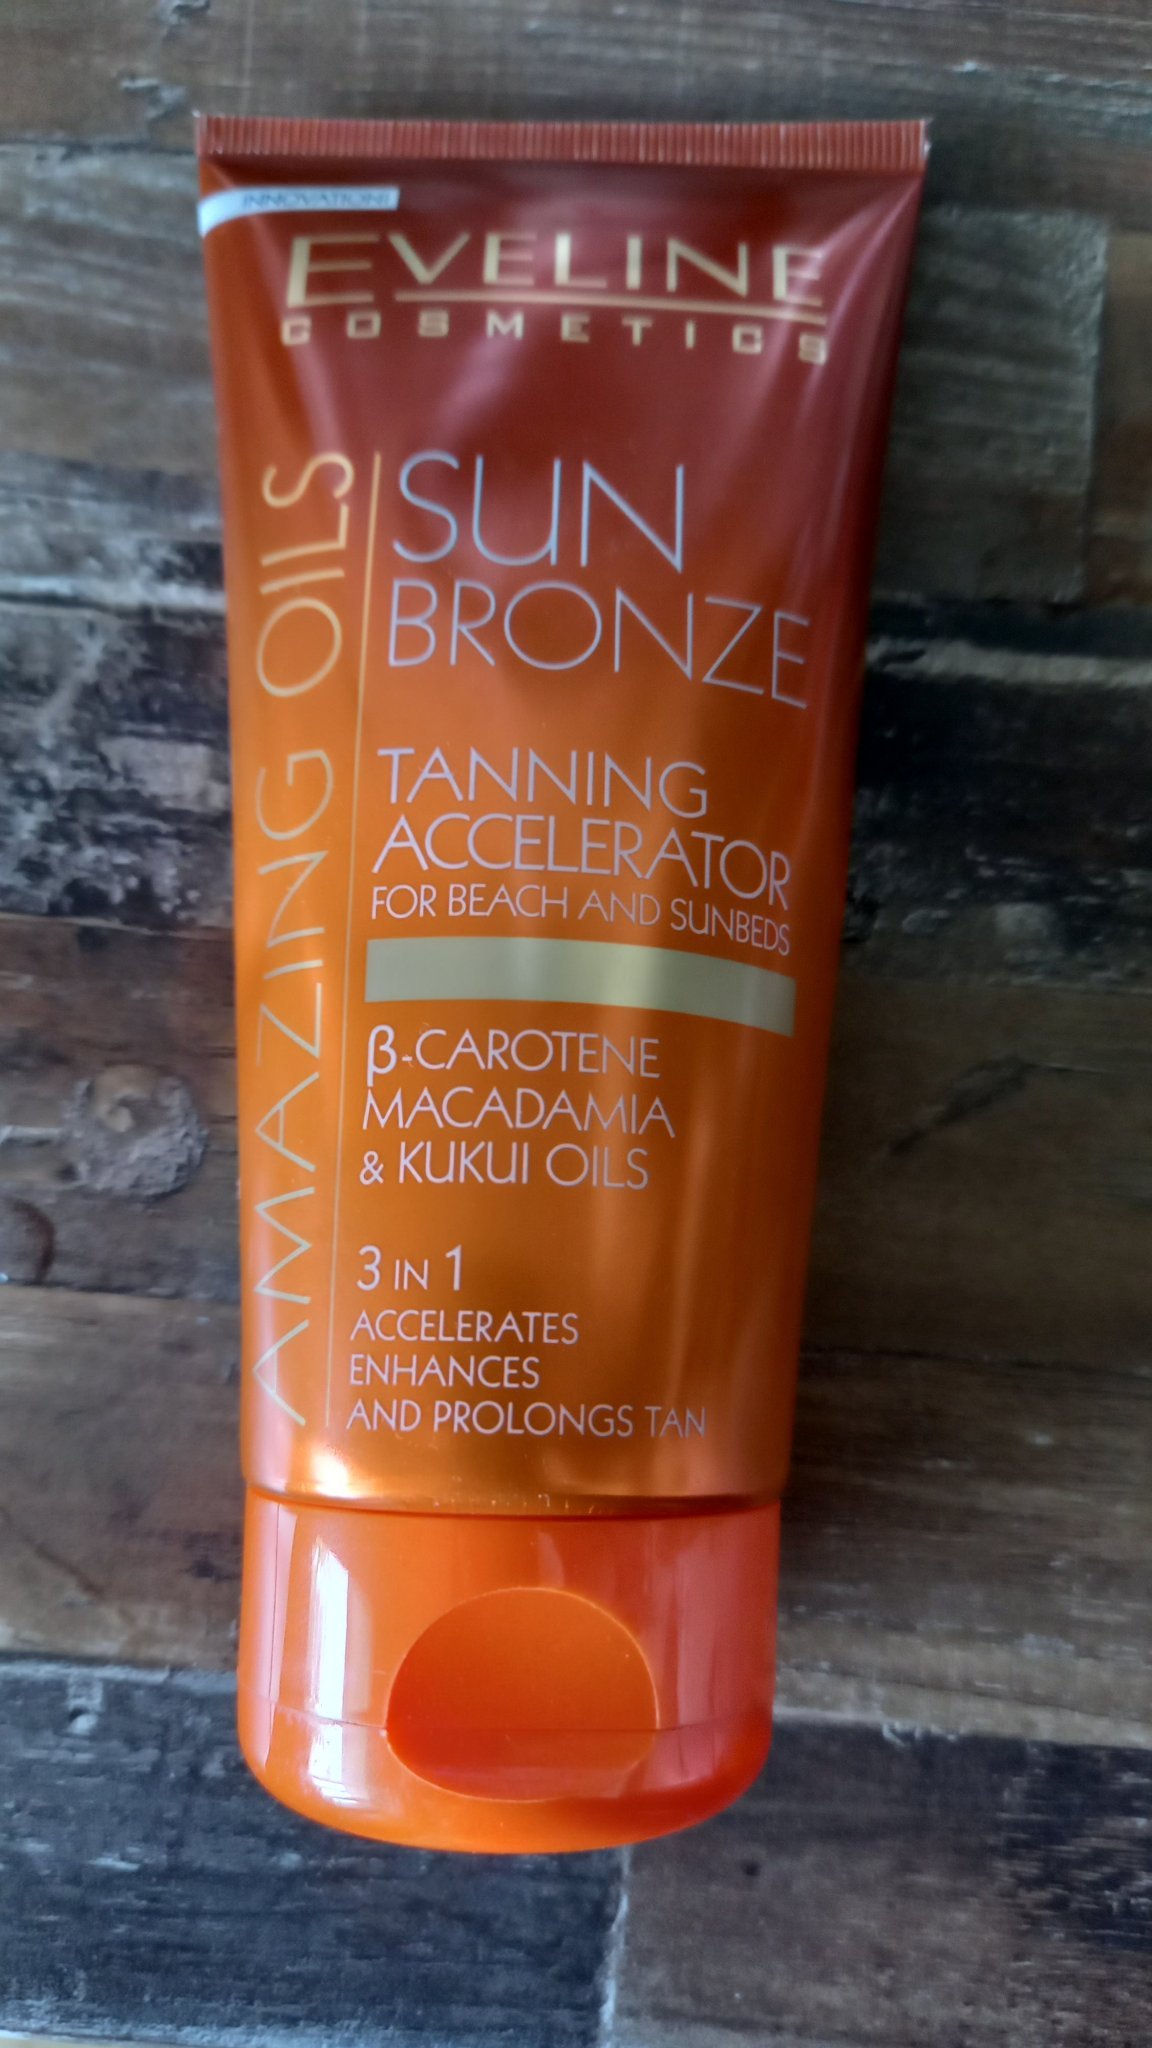 INNOVATION!
EVELINE
COSMETICS
AMAZING OILS
SUN
BRONZE
TANNING
ACCELERATOR
FOR BEACH AND SUNBEDS
β-CAROTENE
MACADAMIA
& KUKUI OILS
3 IN 1
ACCELERATES
ENHANCES
AND PROLONGS TAN